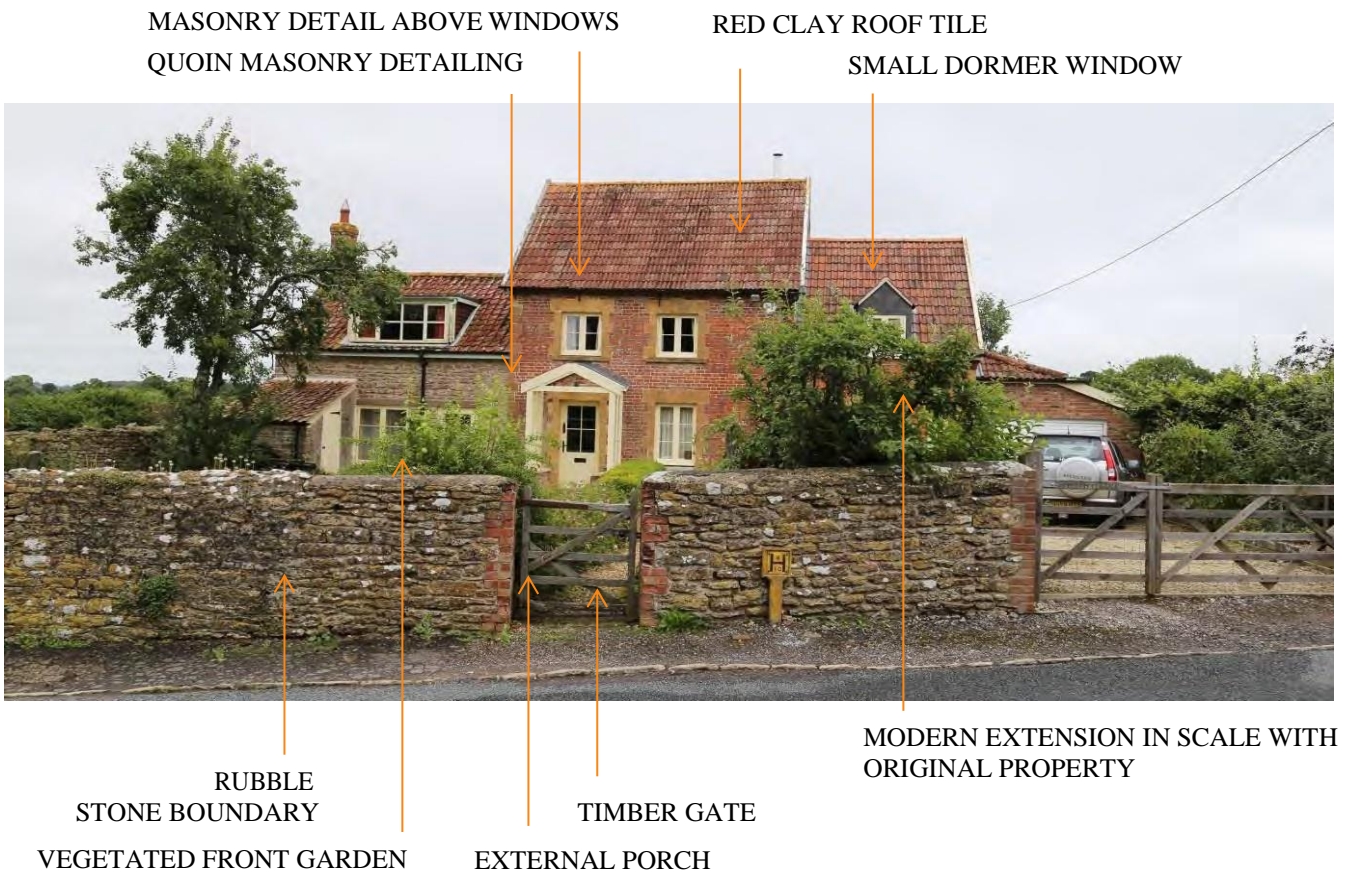 MASONRY DETAIL ABOVE WINDOWS
RED CLAY ROOF TILE
QUOIN MASONRY DETAILING
SMALL DORMER WINDOW
H
MODERN EXTENSION IN SCALE WITH
ORIGINAL PROPERTY
RUBBLE
STONE BOUNDARY
TIMBER GATE
VEGETATED FRONT GARDEN
EXTERNAL PORCH